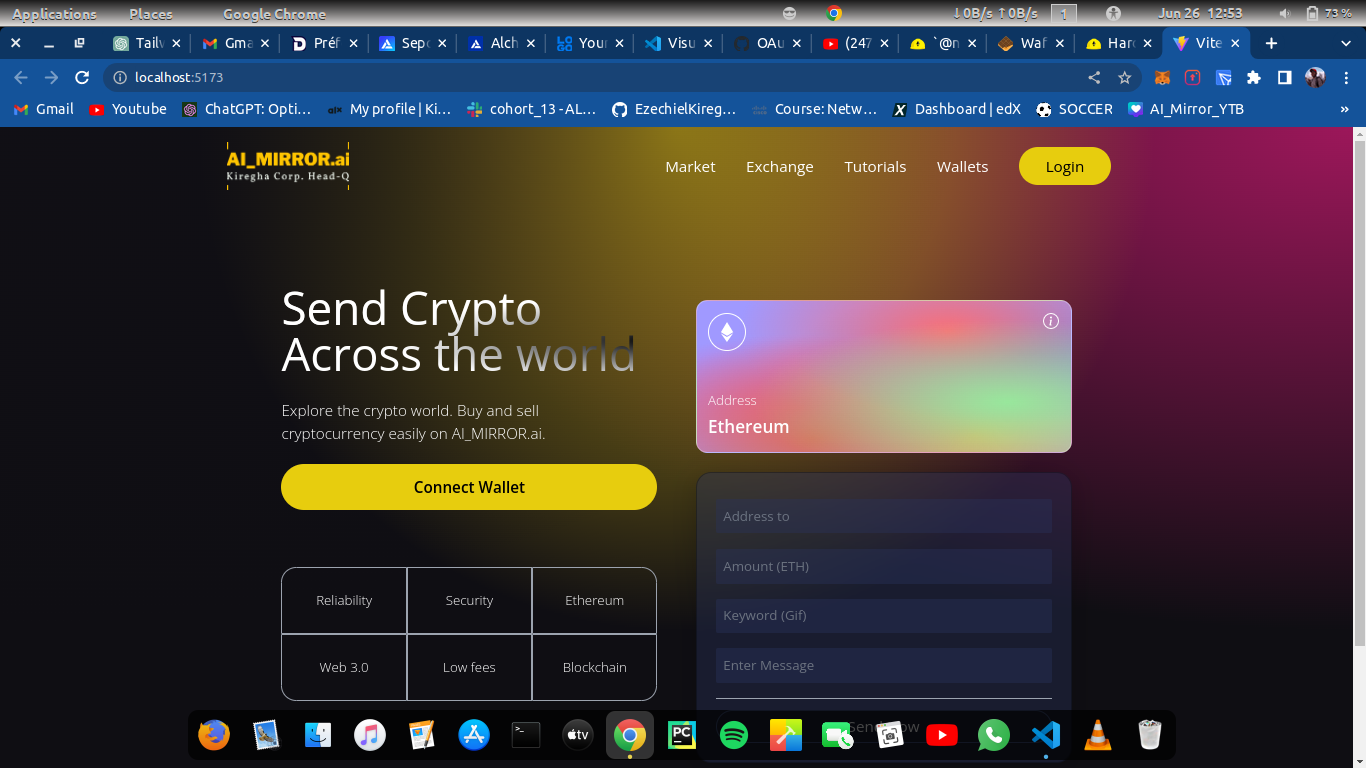 Applications Places Google Chrome ↓0B/s ↑0B/s 1 Jun 26 12:53 73 %
Tailv Gma Préf Sepo Alch Your Visu OAu (247 `@n Waf Harc Vite
localhost:5173
Gmail Youtube ChatGPT: Opti… My profile | Ki… cohort_13 - AL… EzechielKireg… Course: Netw… Dashboard | edX SOCCER AI_Mirror_YTB »
AI_MIRROR.ai
Kiregha Corp. Head-Q
Market Exchange Tutorials Wallets Login
Send Crypto
Across the world
Explore the crypto world. Buy and sell
cryptocurrency easily on AI_MIRROR.ai.
Connect Wallet
Reliability Security Ethereum
Web 3.0 Low fees Blockchain
Address
Ethereum
Address to
Amount (ETH)
Keyword (Gif)
Enter Message
Send Now
tv
PC